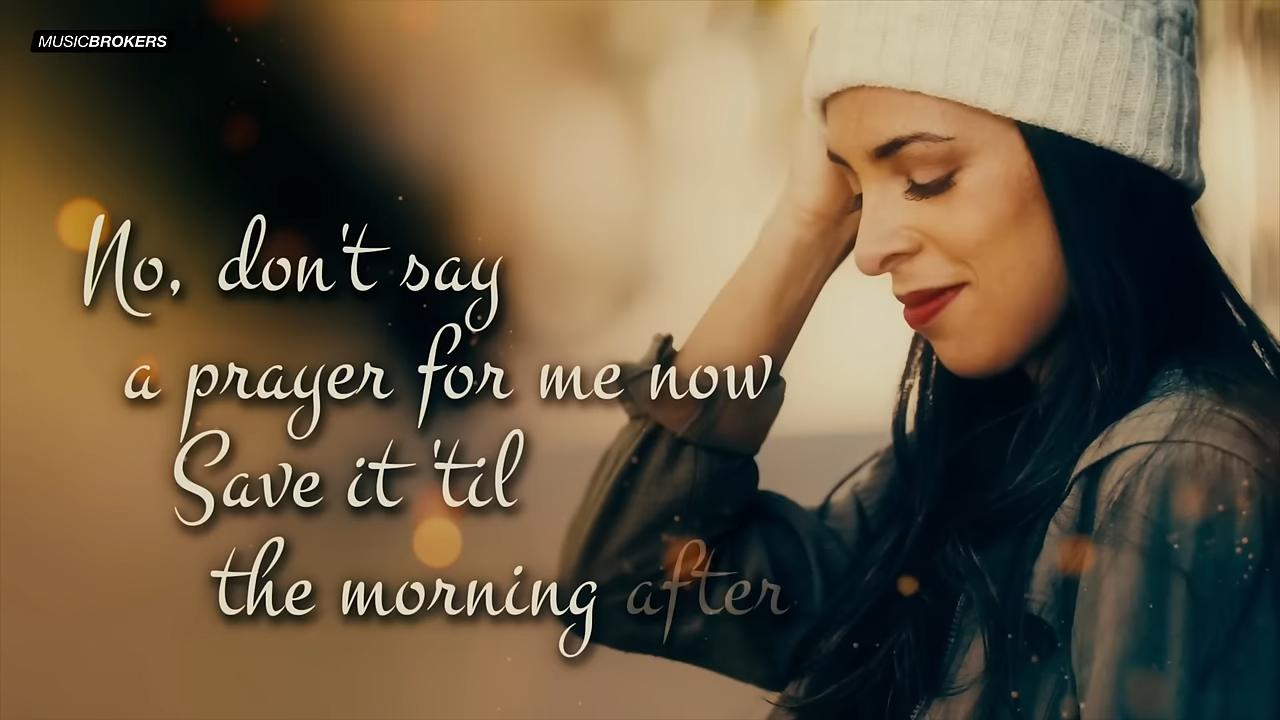 MUSICBROKERS
No, don't say
a prayer for me now
Save it 'til
the morning after